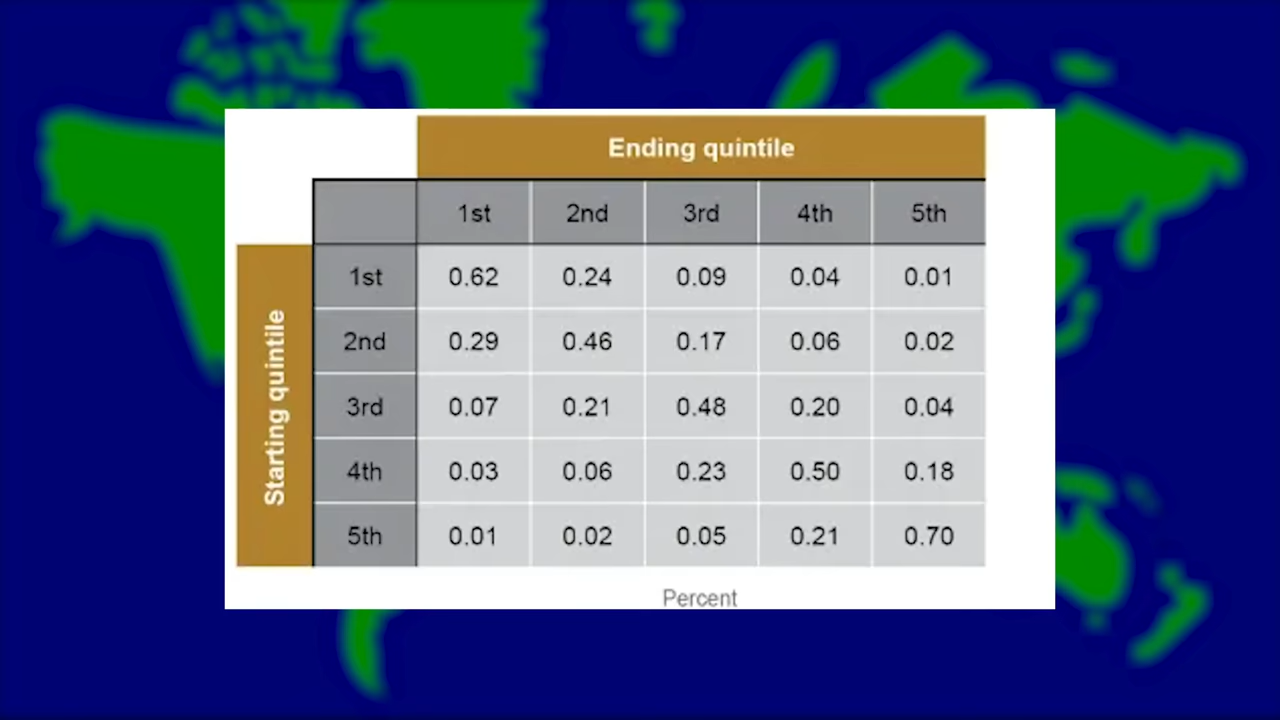 Ending quintile
1st 2nd 3rd 4th 5th
Starting quintile
1st 0.62 0.24 0.09 0.04 0.01
2nd 0.29 0.46 0.17 0.06 0.02
3rd 0.07 0.21 0.48 0.20 0.04
4th 0.03 0.06 0.23 0.50 0.18
5th 0.01 0.02 0.05 0.21 0.70
Percent